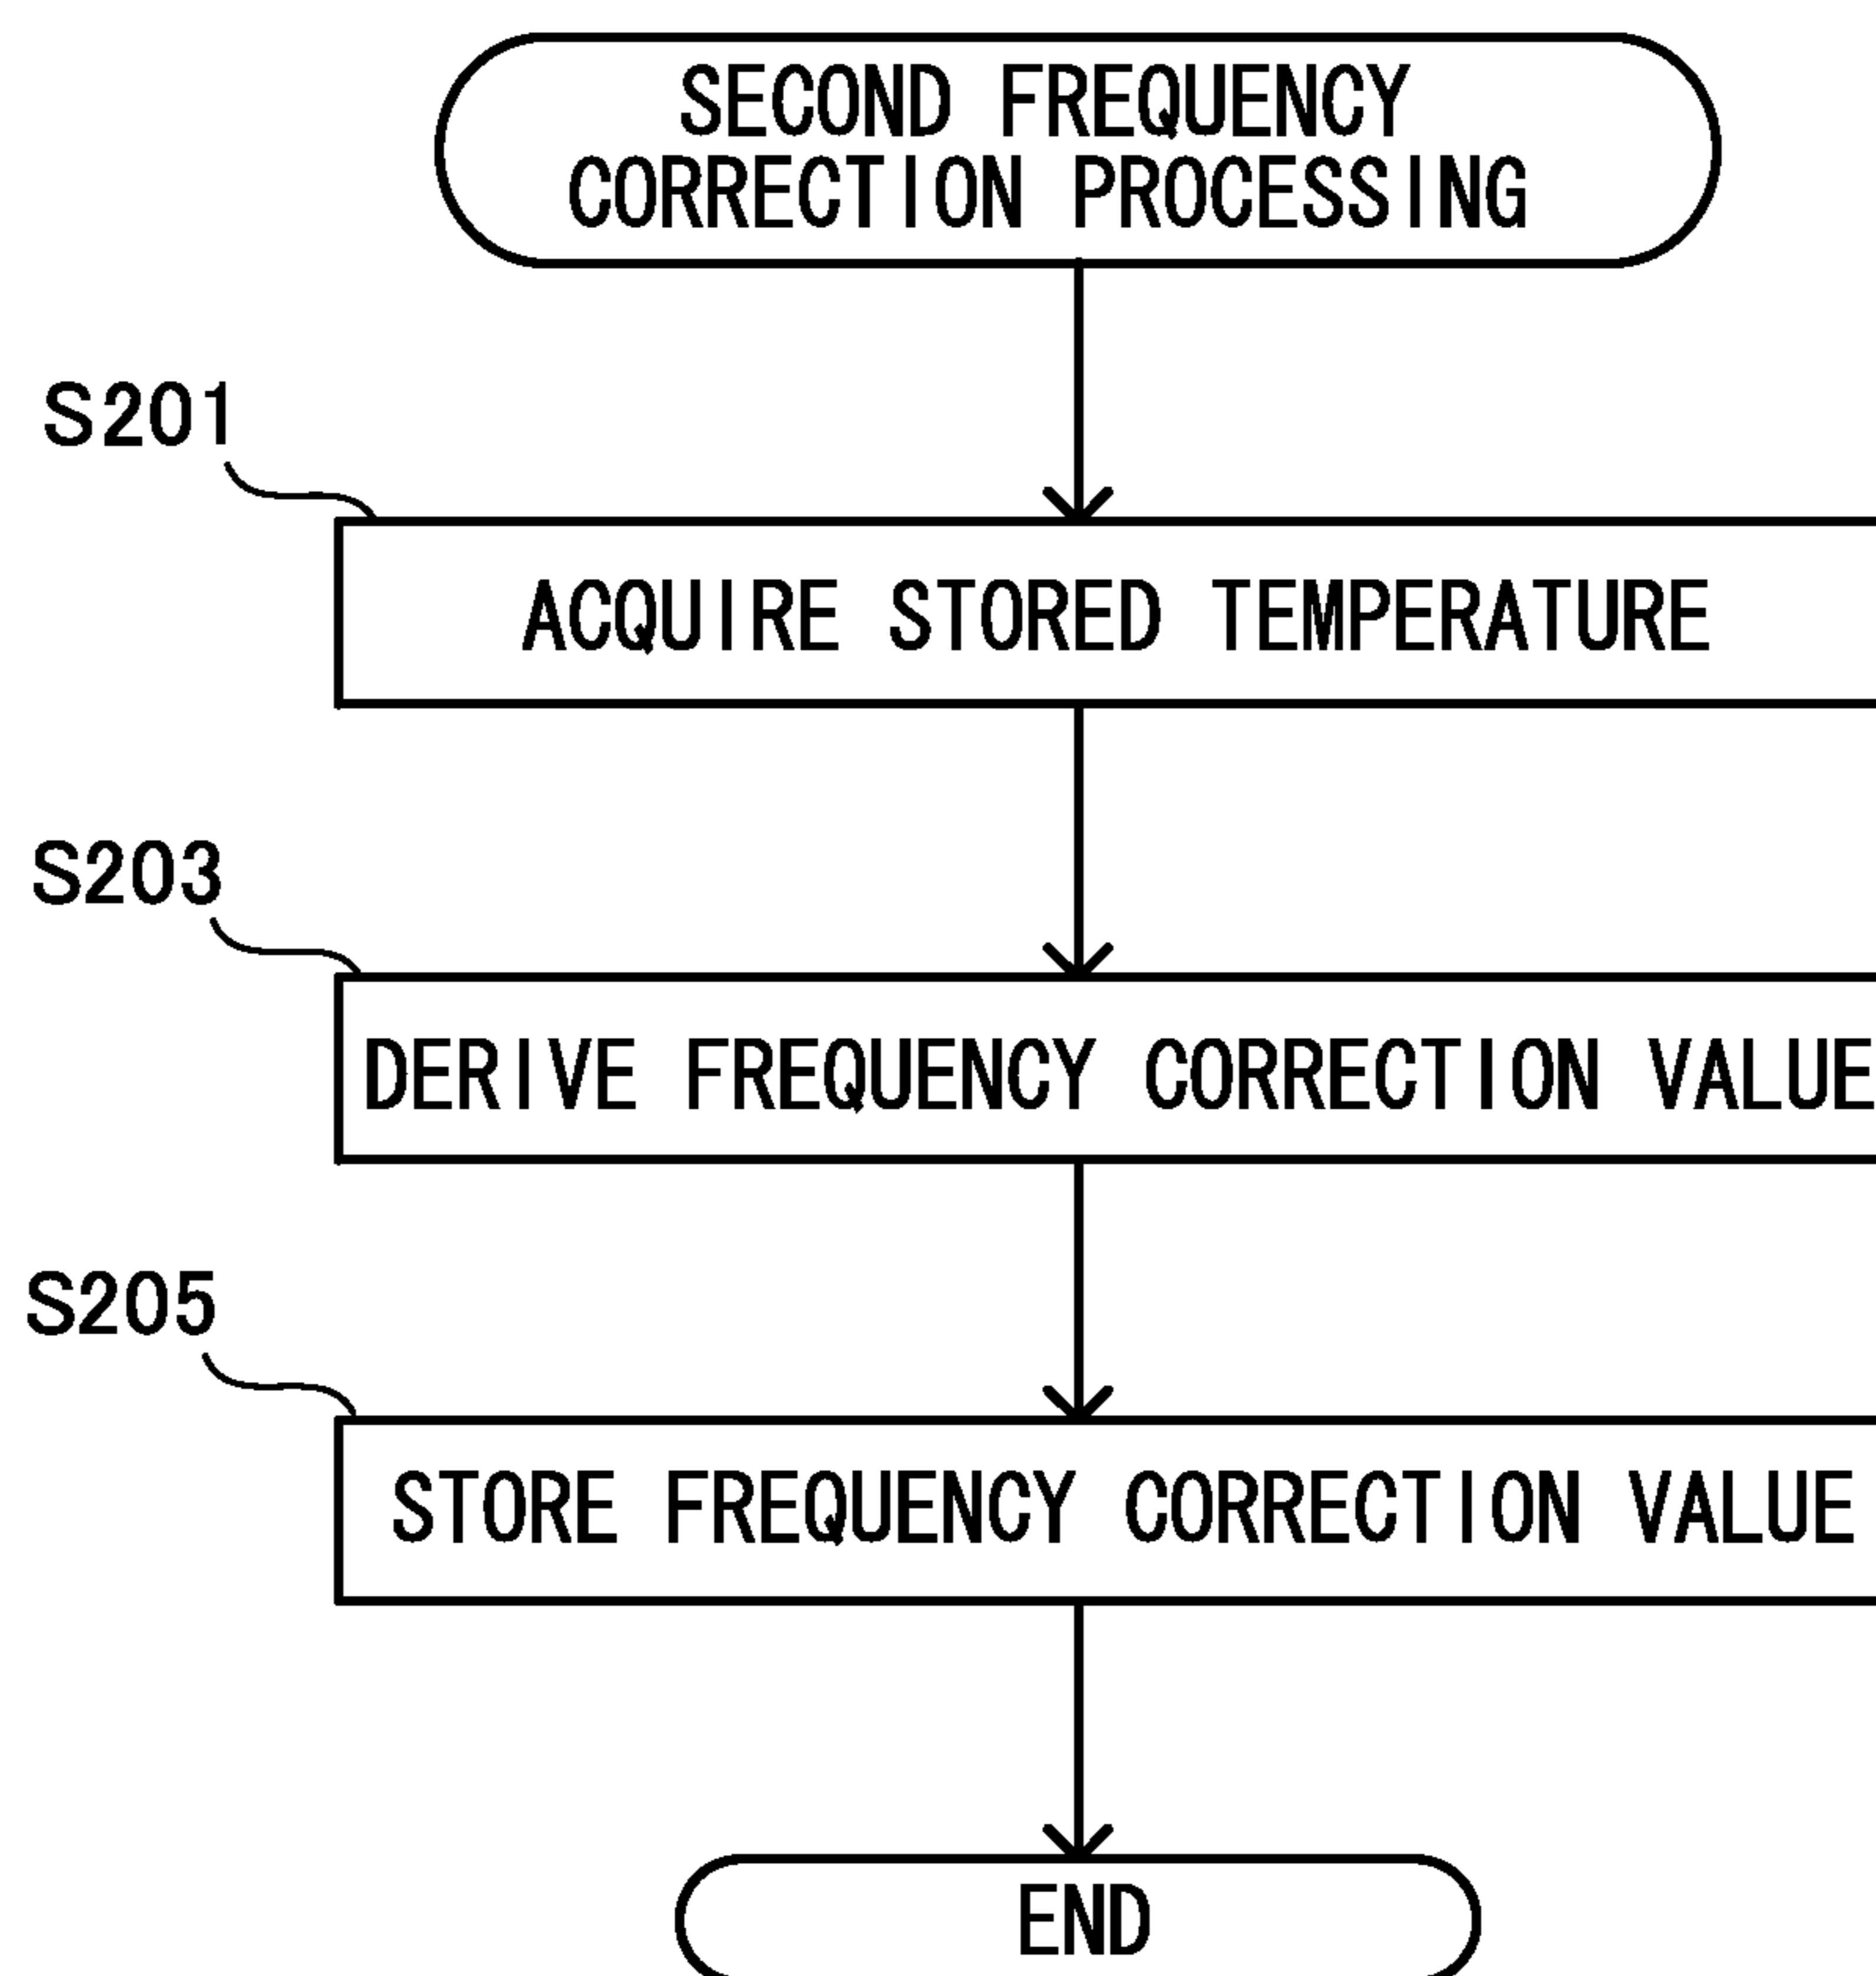 SECOND FREQUENCY
CORRECTION PROCESSING
S201
ACQUIRE STORED TEMPERATURE
S203
DERIVE FREQUENCY CORRECTION VALUE
S205
STORE FREQUENCY CORRECTION VALUE
END